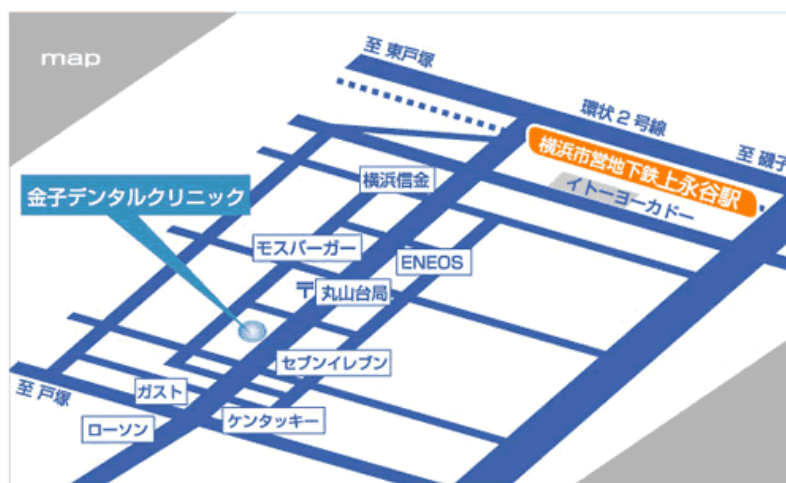 map
至 東戸塚
環状2号線
至 磯子
横浜市営地下鉄上永谷駅
イトーヨーカドー
横浜信金
金子デンタルクリニック
モスバーガー
ENEOS
〒丸山台局
セブンイレブン
至 戸塚
ガスト
ケンタッキー
ローソン